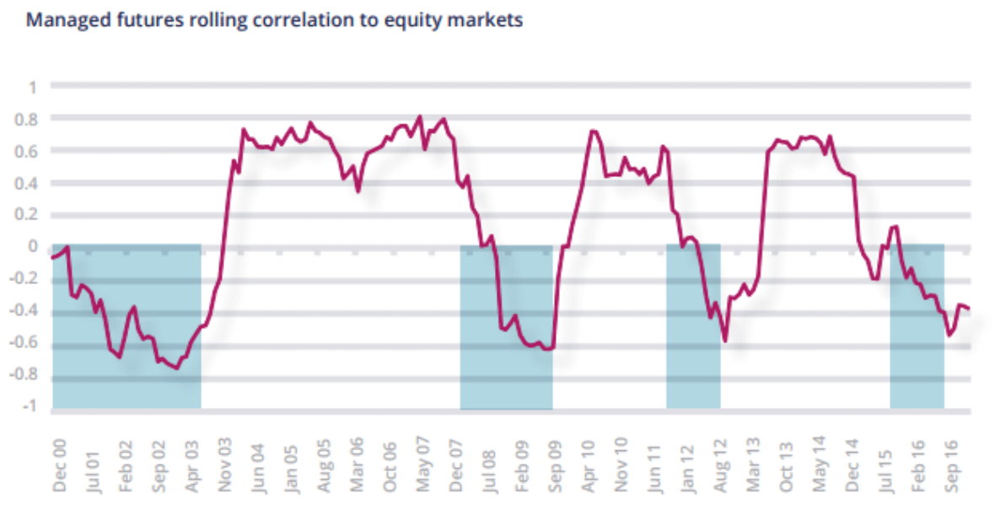 Managed futures rolling correlation to equity markets
1
0.8
0.6
0.4
0.2
0
-0.2
-0.4
-0.6
-0.8
-1
Dec 00
Jul 01
Feb 02
Sep 02
Apr 03
Nov 03
Jun 04
Jan 05
Aug 05
Mar 06
Oct 06
May 07
Dec 07
Jul 08
Feb 09
Sep 09
Apr 10
Nov 10
Jun 11
Jan 12
Aug 12
Mar 13
Oct 13
May 14
Dec 14
Jul 15
Feb 16
Sep 16